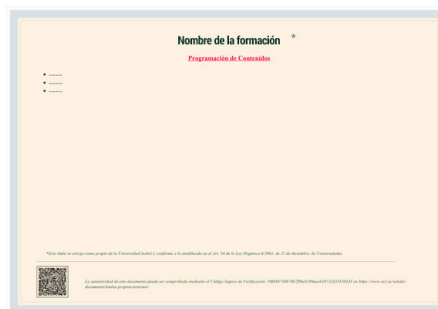 Nombre de la formación *
Programación de Contenidos
• ------
• ------
• ------
*Este título se otorga como propio de la Universidad Isabel I, conforme a lo establecido en el Art. 34 de la Ley Orgánica 6/2001, de 21 de diciembre, de Universidades.
La autenticidad de este documento puede ser comprobada mediante el Código Seguro de Verificación: